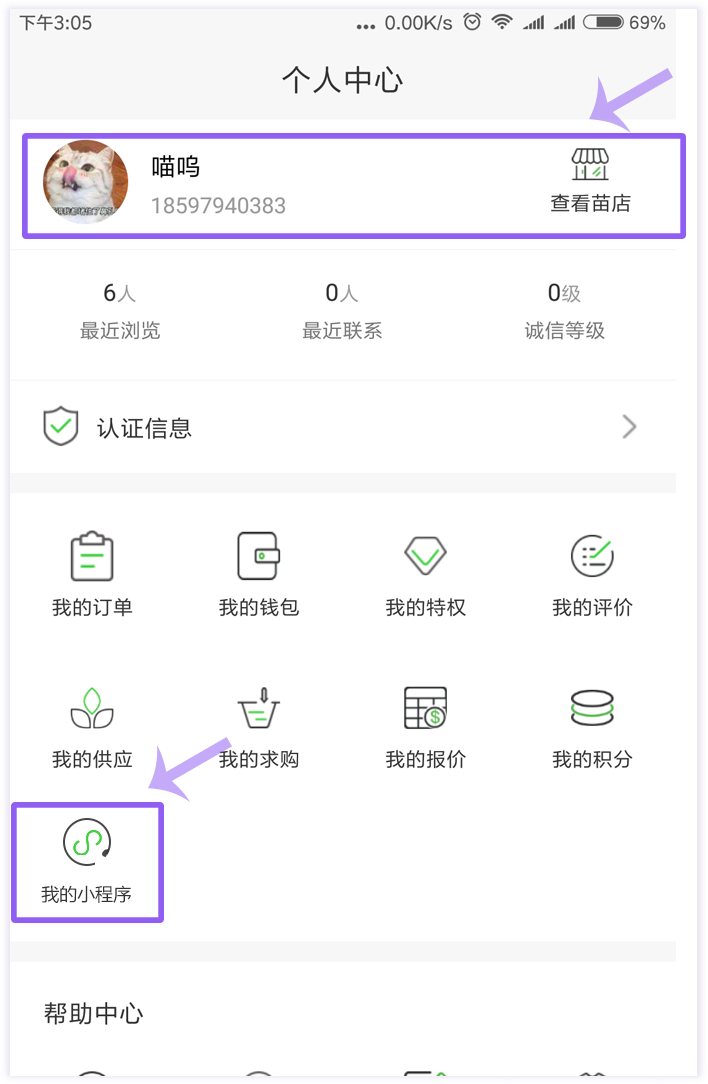 下午3:05 ... 0.00K/s 69%
个人中心
喵呜
18597940383
查看苗店
6人 0人 0级
最近浏览 最近联系 诚信等级
认证信息
我的订单 我的钱包 我的特权 我的评价
我的供应 我的求购 我的报价 我的积分
我的小程序
帮助中心